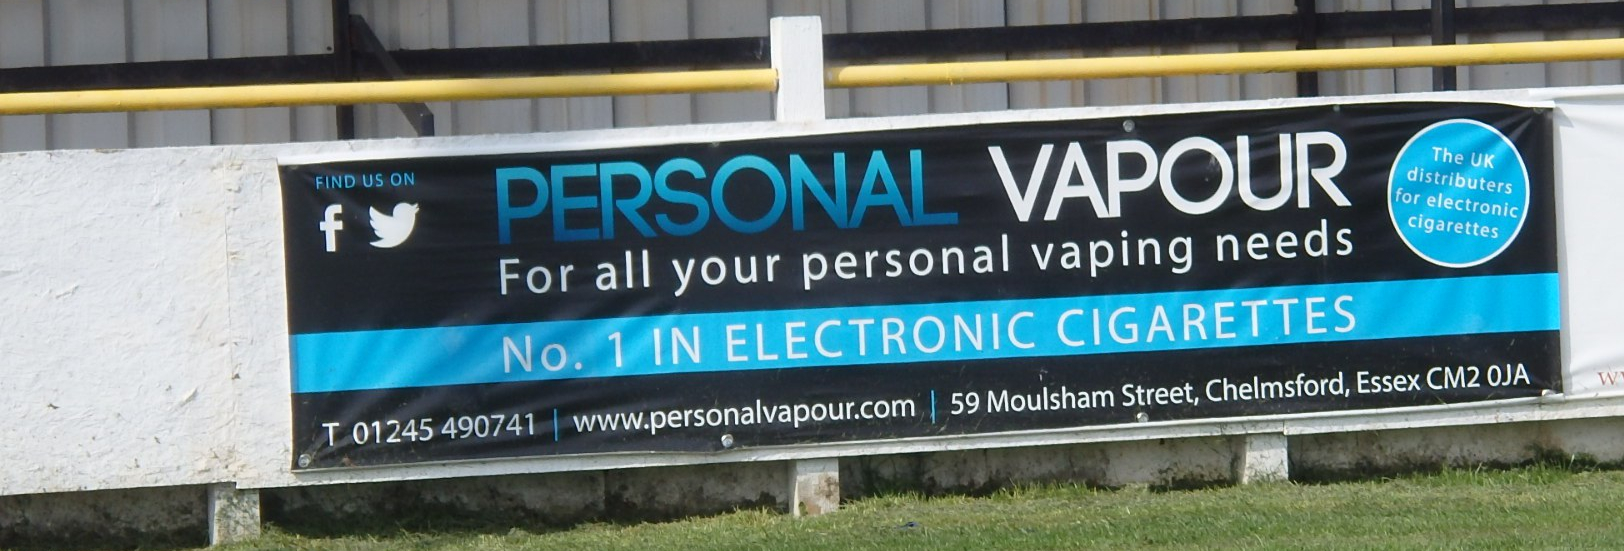 FIND US ON
PERSONAL VAPOUR
For all your personal vaping needs
The UK
distributers
for electronic
cigarettes
No. 1 IN ELECTRONIC CIGARETTES
T 01245 490741 | www.personalvapour.com | 59 Moulsham Street, Chelmsford, Essex CM2 0JA